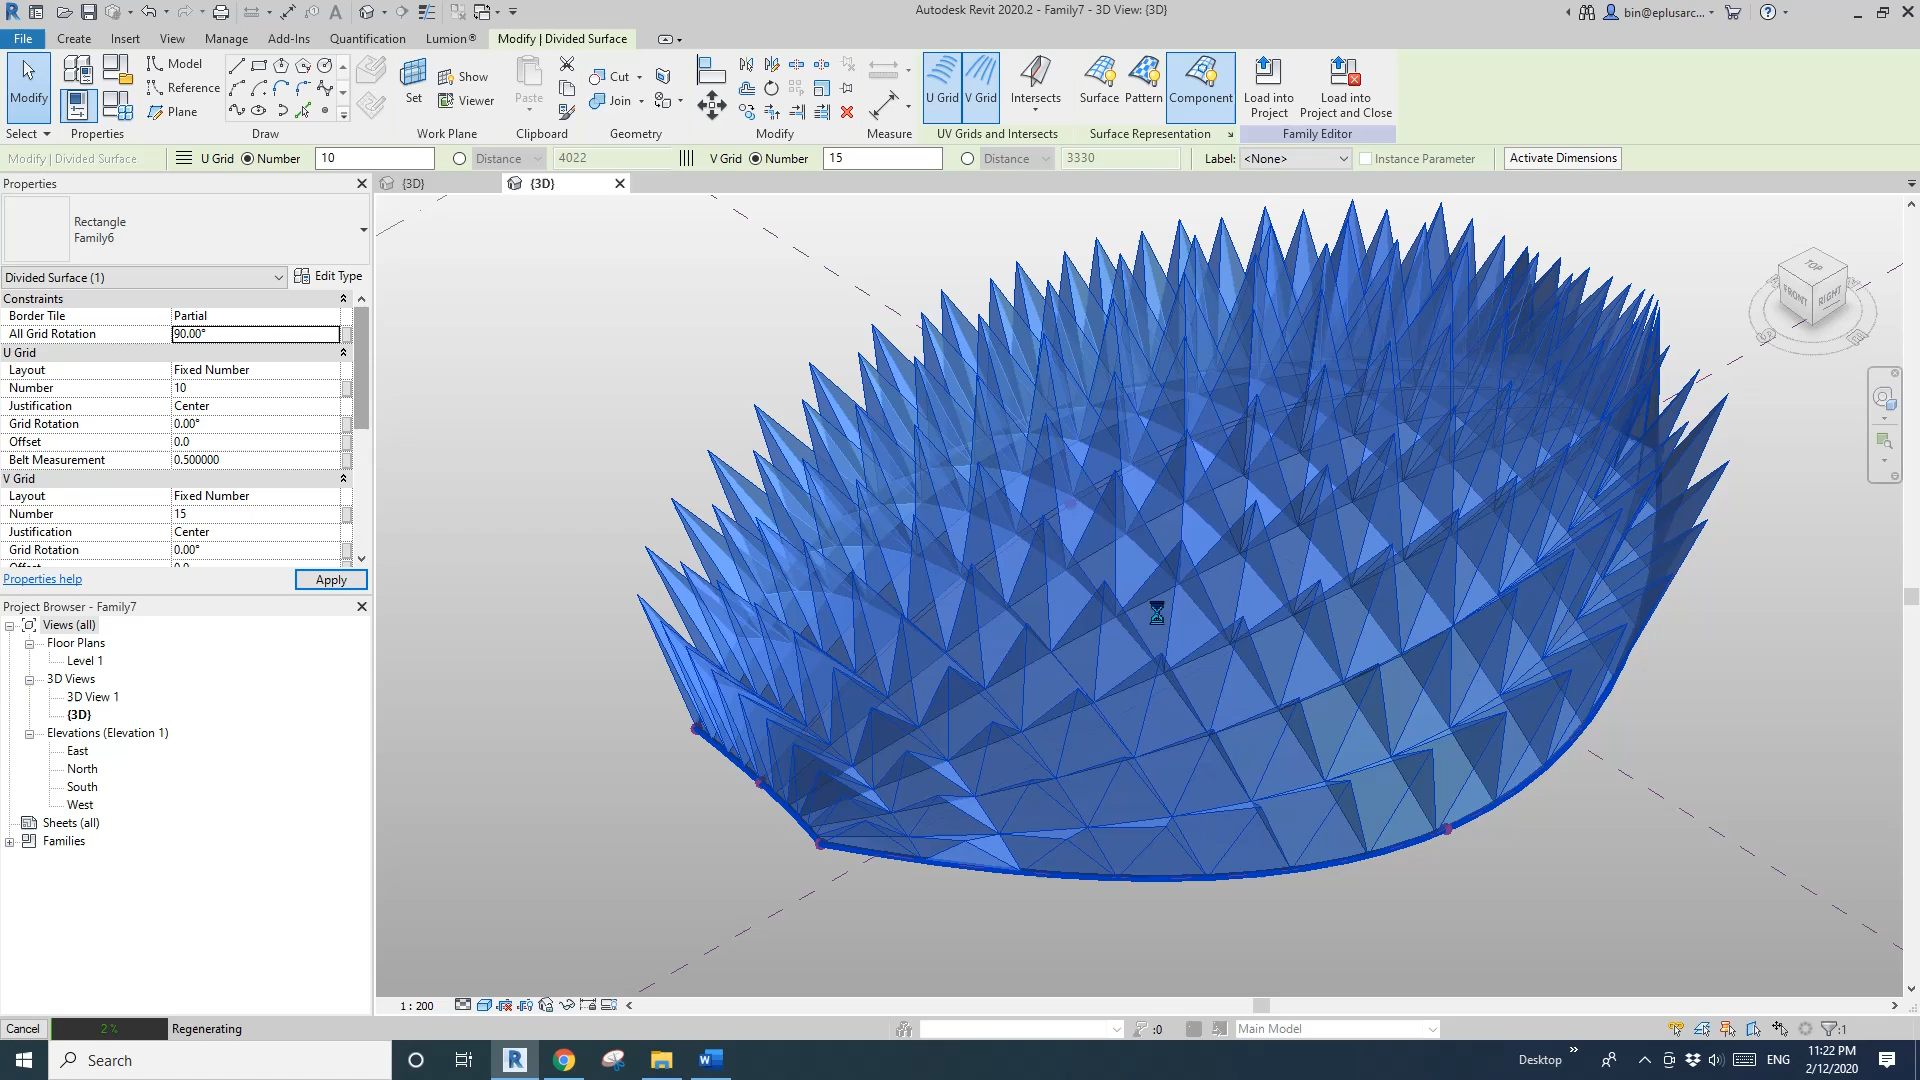 Autodesk Revit 2020.2 - Family7 - 3D View: {3D}
bin@eplusarc...
File Create Insert View Manage Add-Ins Quantification Lumion® Modify | Divided Surface
Modify
Model
Reference
Plane
Set
Show
Viewer
Paste
Cut
Join
U Grid V Grid Intersects Surface Pattern Component
Load into Project
Load into Project and Close
Select Properties Draw Work Plane Clipboard Geometry Modify Measure UV Grids and Intersects Surface Representation Family Editor
Modify | Divided Surface U Grid Number 10 Distance 4022 V Grid Number 15 Distance 3330 Label: <None> Instance Parameter Activate Dimensions
Properties
{3D}
{3D}
Rectangle
Family6
Divided Surface (1) Edit Type
Constraints
Border Tile Partial
All Grid Rotation 90.00°
U Grid
Layout Fixed Number
Number 10
Justification Center
Grid Rotation 0.00°
Offset 0.0
Belt Measurement 0.500000
V Grid
Layout Fixed Number
Number 15
Justification Center
Grid Rotation 0.00°
Offset 0.0
Properties help Apply
Project Browser - Family7
Views (all)
Floor Plans
Level 1
3D Views
3D View 1
{3D}
Elevations (Elevation 1)
East
North
South
West
Sheets (all)
Families
TOP
FRONT
RIGHT
1 : 200
Cancel 2 % Regenerating
:0
Main Model
:1
Search
Desktop
ENG
11:22 PM
2/12/2020